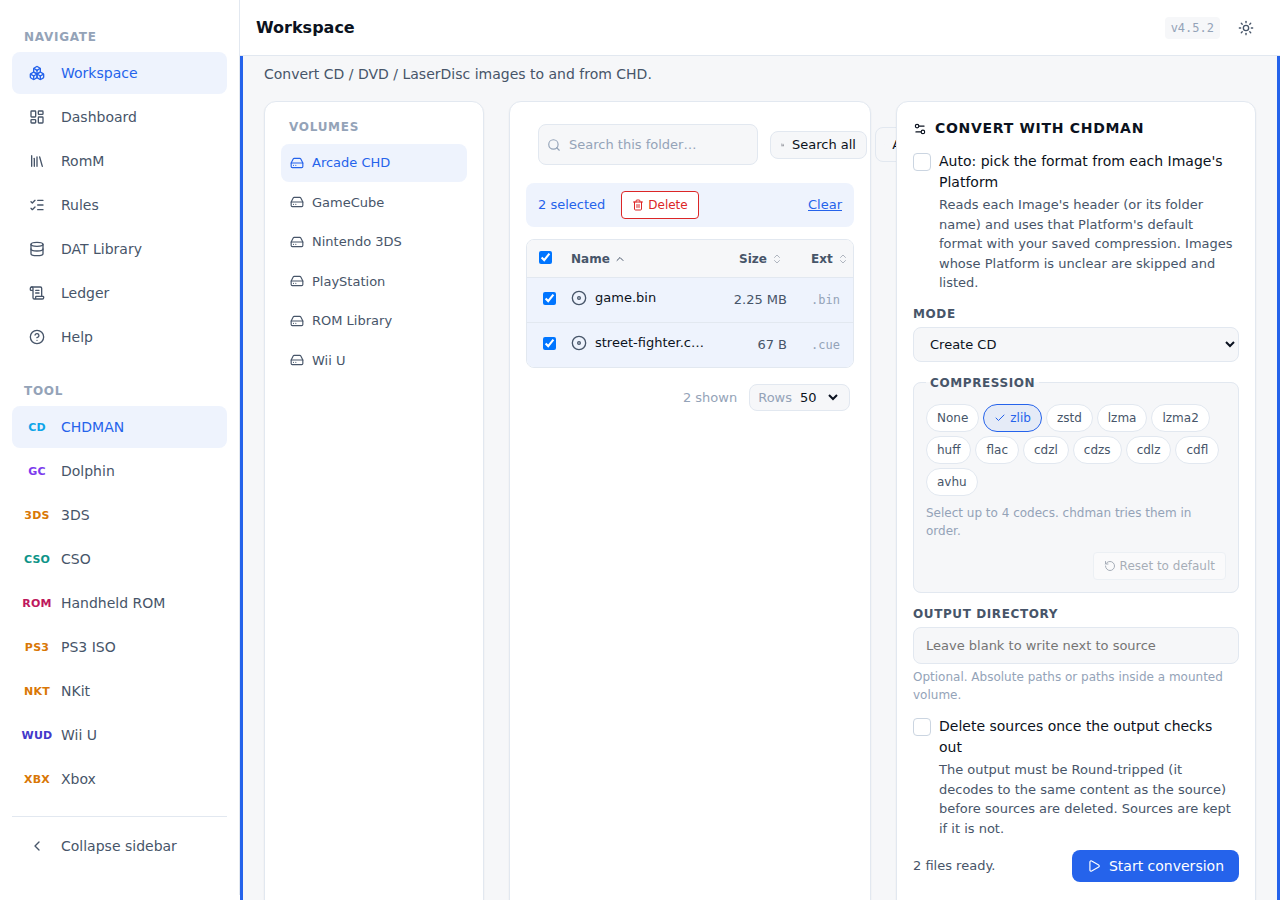 NAVIGATE
Workspace
Dashboard
RomM
Rules
DAT Library
Ledger
Help
TOOL
CD CHDMAN
GC Dolphin
3DS 3DS
CSO CSO
ROM Handheld ROM
PS3 PS3 ISO
NKT NKit
WUD Wii U
XBX Xbox
Collapse sidebar
Workspace
v4.5.2
Convert CD / DVD / LaserDisc images to and from CHD.
VOLUMES
Arcade CHD
GameCube
Nintendo 3DS
PlayStation
ROM Library
Wii U
Search this folder…
Search all
2 selected
Delete
Clear
Name Size Ext
game.bin 2.25 MB .bin
street-fighter.c… 67 B .cue
2 shown
Rows 50
CONVERT WITH CHDMAN
Auto: pick the format from each Image's
Platform
Reads each Image's header (or its folder
name) and uses that Platform's default
format with your saved compression. Images
whose Platform is unclear are skipped and
listed.
MODE
Create CD
COMPRESSION
None zlib zstd lzma lzma2
huff flac cdzl cdzs cdlz cdfl
avhu
Select up to 4 codecs. chdman tries them in
order.
Reset to default
OUTPUT DIRECTORY
Leave blank to write next to source
Optional. Absolute paths or paths inside a mounted
volume.
Delete sources once the output checks
out
The output must be Round-tripped (it
decodes to the same content as the source)
before sources are deleted. Sources are kept
if it is not.
2 files ready.
Start conversion